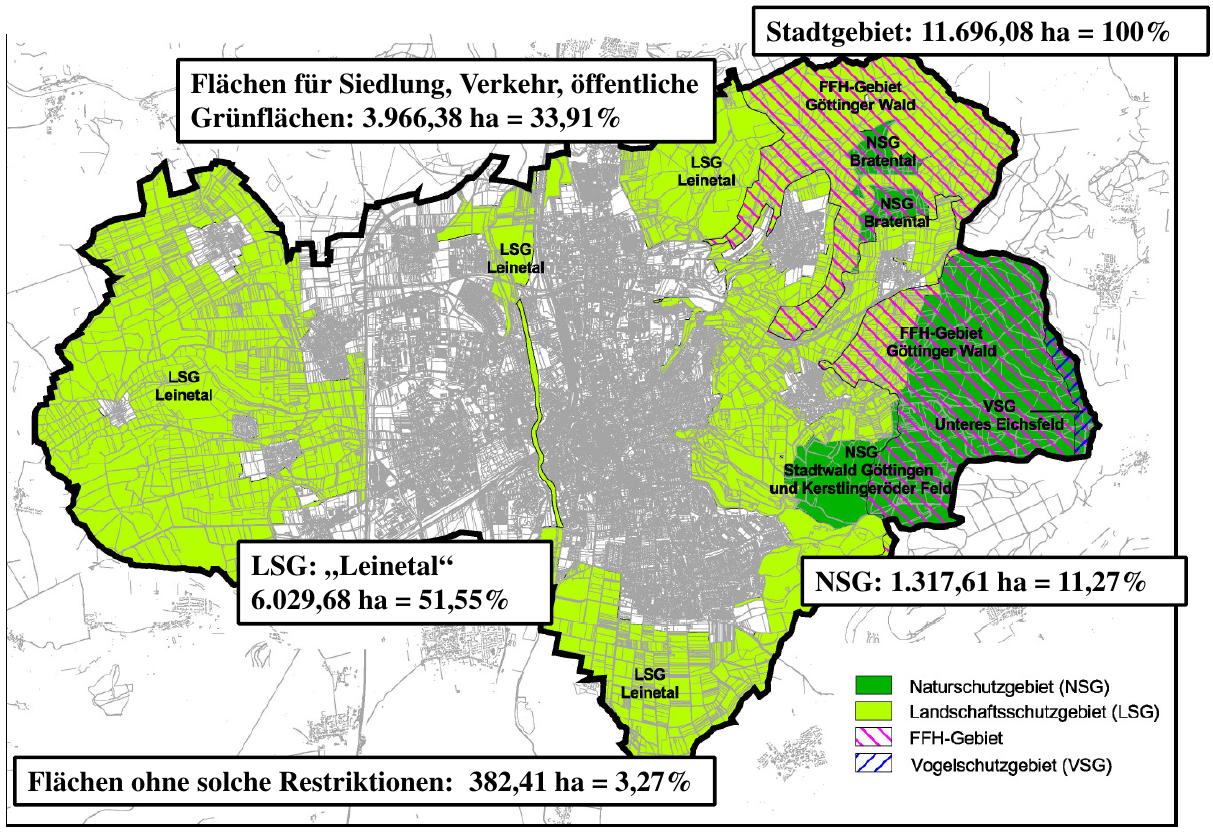 Stadtgebiet: 11.696,08 ha = 100%
Flächen für Siedlung, Verkehr, öffentliche
Grünflächen: 3.966,38 ha = 33,91%
FFH-Gebiet
Göttinger Wald
NSG
Bratental
LSG
Leinetal
NSG
Bratental
LSG
Leinetal
FFH-Gebiet
Göttinger Wald
LSG
Leinetal
VSG
Unteres Eichsfeld
NSG
Stadtwald Göttingen
und Kerstlingeröder Feld
LSG: „Leinetal“
6.029,68 ha = 51,55%
NSG: 1.317,61 ha = 11,27%
LSG
Leinetal
Naturschutzgebiet (NSG)
Landschaftsschutzgebiet (LSG)
FFH-Gebiet
Vogelschutzgebiet (VSG)
Flächen ohne solche Restriktionen: 382,41 ha = 3,27%